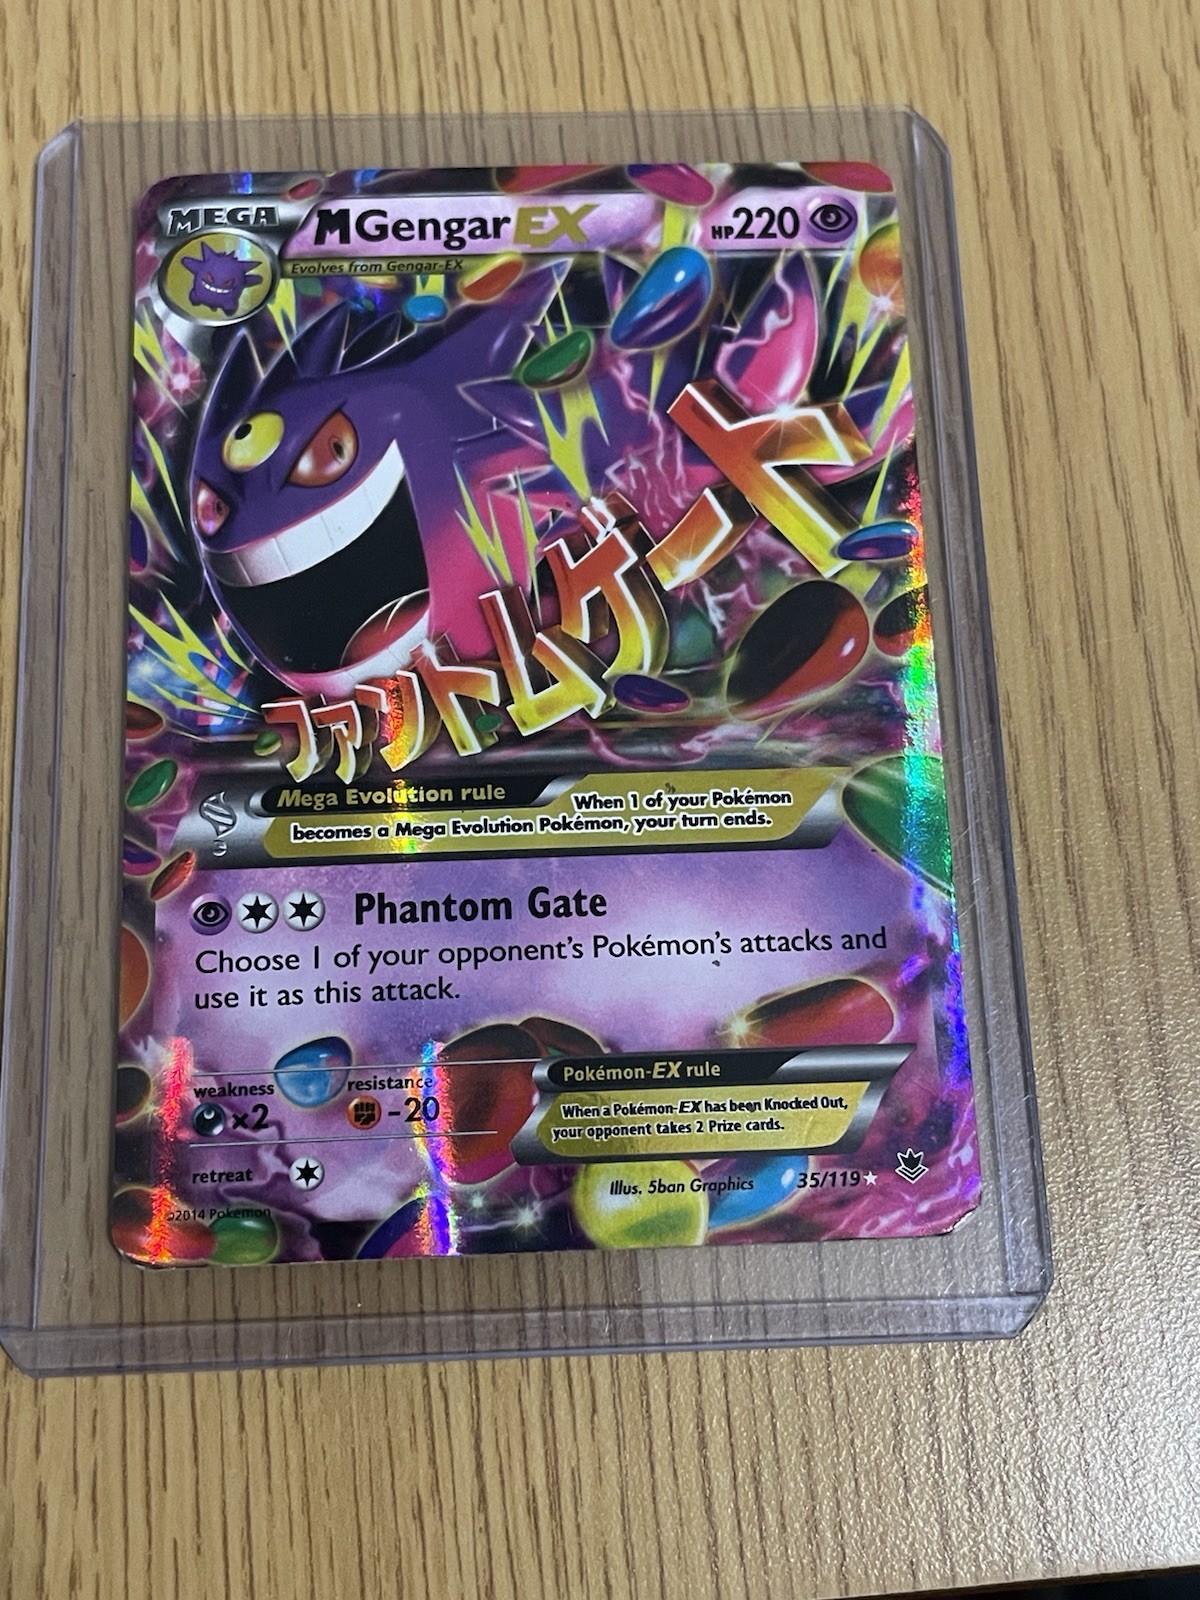 MEGA
MGengarEX
HP220
Evolves from Gengar-EX
ファントムゲート
Mega Evolution rule
When 1 of your Pokémon
becomes a Mega Evolution Pokémon, your turn ends.
Phantom Gate
Choose 1 of your opponent's Pokémon's attacks and
use it as this attack.
weakness
×2
resistance
-20
retreat
Pokémon-EX rule
When a Pokémon-EX has been Knocked Out,
your opponent takes 2 Prize cards.
Illus. 5ban Graphics
35/119
©2014 Pokémon